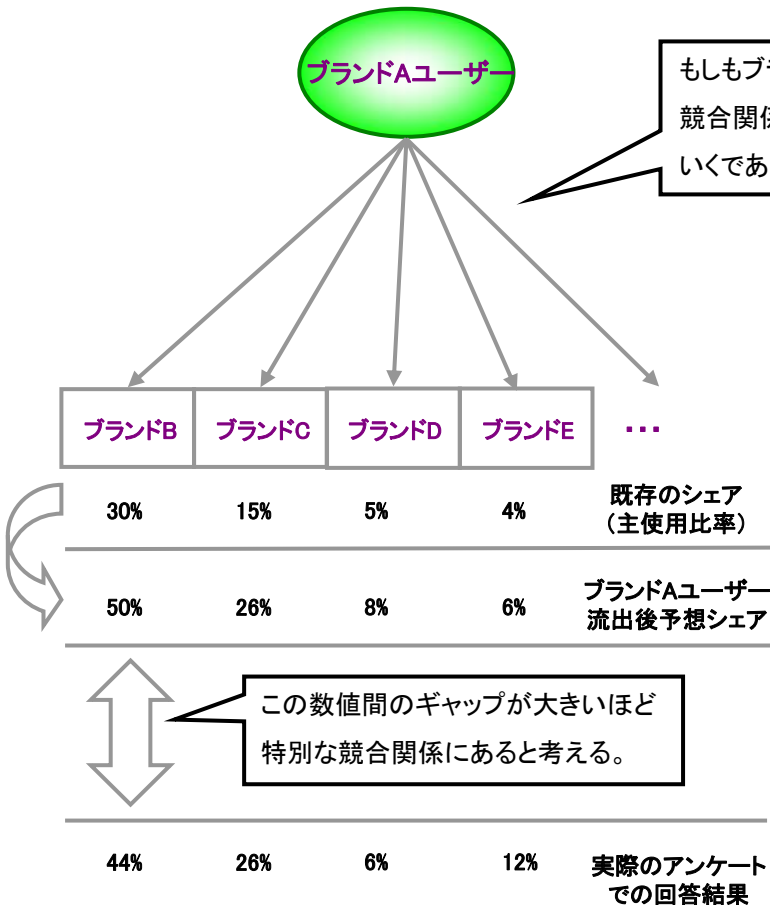 ブランドAユーザー
もしもブ
競合関
いくであ
ブランドB ブランドC ブランドD ブランドE …
30% 15% 5% 4% 既存のシェア
（主使用比率）
50% 26% 8% 6% ブランドAユーザー
流出後予想シェア
この数値間のギャップが大きいほど
特別な競合関係にあると考える。
44% 26% 6% 12% 実際のアンケート
での回答結果